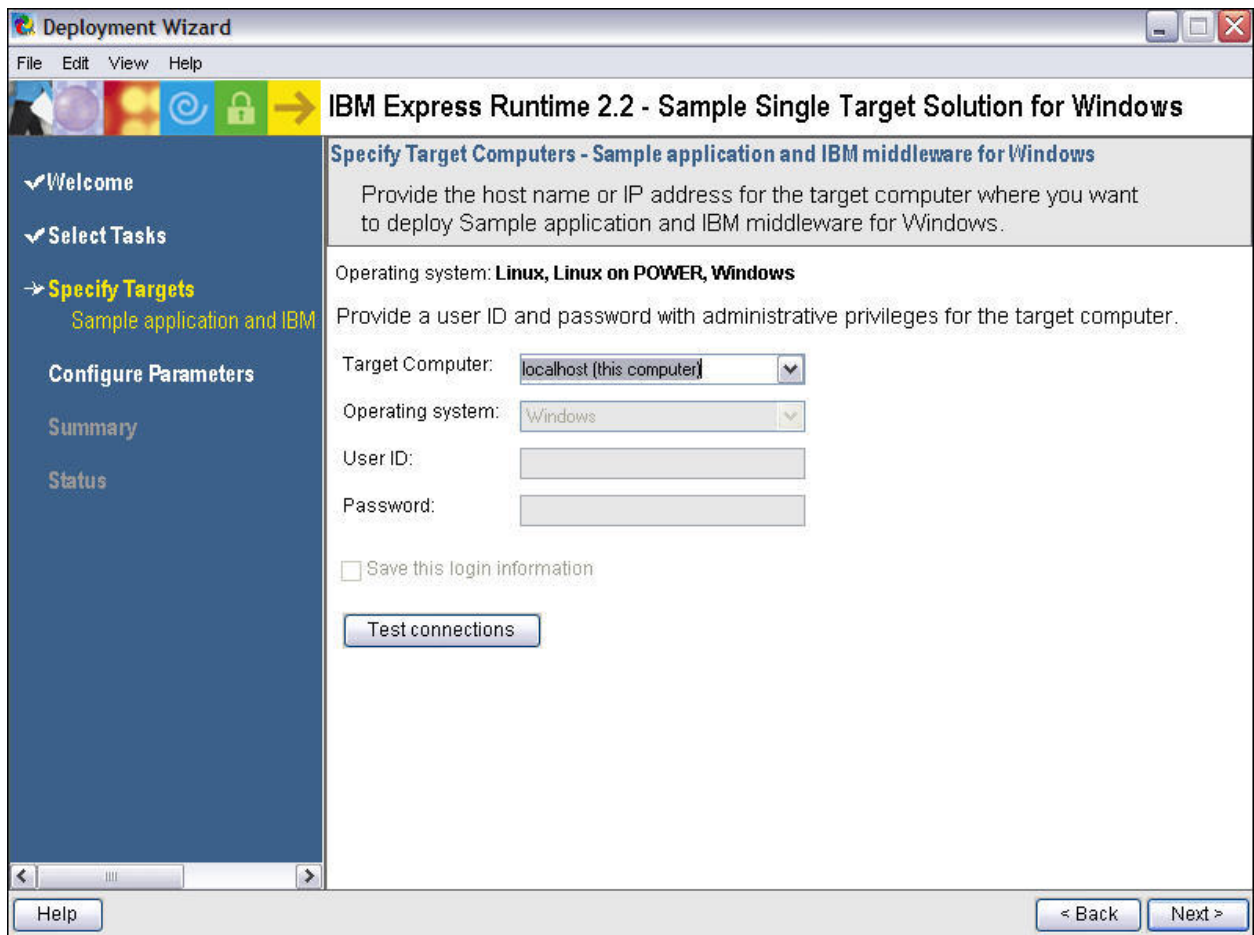 Deployment Wizard
File Edit View Help
IBM Express Runtime 2.2 - Sample Single Target Solution for Windows
Welcome
Select Tasks
Specify Targets
Sample application and IBM
Configure Parameters
Summary
Status
Specify Target Computers - Sample application and IBM middleware for Windows
Provide the host name or IP address for the target computer where you want
to deploy Sample application and IBM middleware for Windows.
Operating system: Linux, Linux on POWER, Windows
Provide a user ID and password with administrative privileges for the target computer.
Target Computer: localhost (this computer)
Operating system: Windows
User ID:
Password:
Save this login information
Test connections
Help < Back Next >